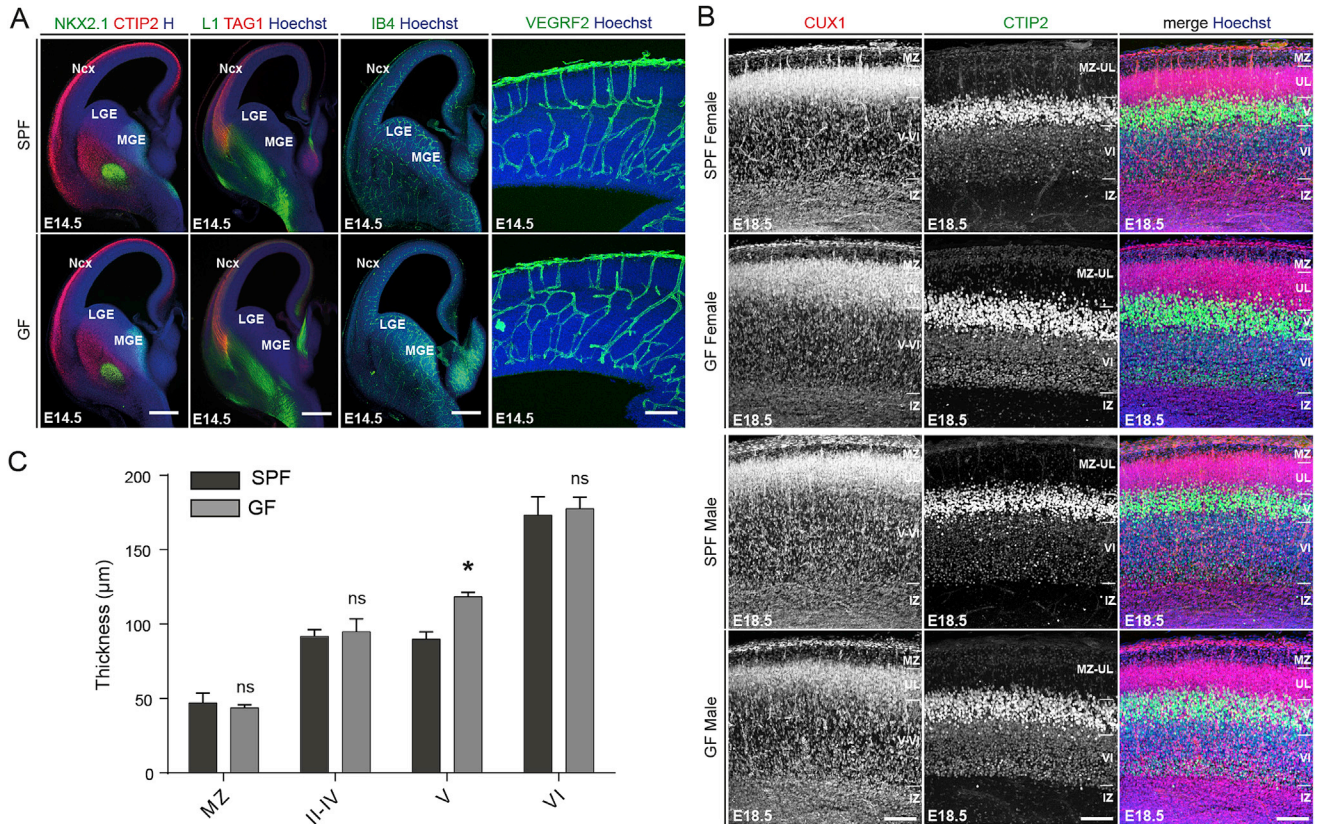 A
NKX2.1 CTIP2 H
L1 TAG1 Hoechst
IB4 Hoechst
VEGRF2 Hoechst
SPF
Ncx
LGE
MGE
E14.5
Ncx
LGE
MGE
E14.5
LGE
MGE
E14.5
E14.5
GF
Ncx
LGE
MGE
E14.5
Ncx
LGE
MGE
E14.5
LGE
MGE
E14.5
E14.5
B
CUX1
CTIP2
merge Hoechst
SPF Female
MZ
UL
V-VI
IZ
E18.5
MZ-UL
V
VI
IZ
E18.5
MZ
UL
V
VI
IZ
E18.5
GF Female
MZ
UL
V-VI
IZ
E18.5
MZ-UL
V
VI
IZ
E18.5
MZ
UL
V
VI
IZ
E18.5
SPF Male
MZ
UL
V-VI
IZ
E18.5
MZ-UL
V
VI
IZ
E18.5
MZ
UL
V
VI
IZ
E18.5
GF Male
MZ
UL
V-VI
IZ
E18.5
MZ-UL
V
VI
IZ
E18.5
MZ
UL
V
VI
IZ
E18.5
C
SPF
GF
Thickness (µm)
200
150
100
50
0
ns
ns
*
ns
MZ
II-IV
V
VI